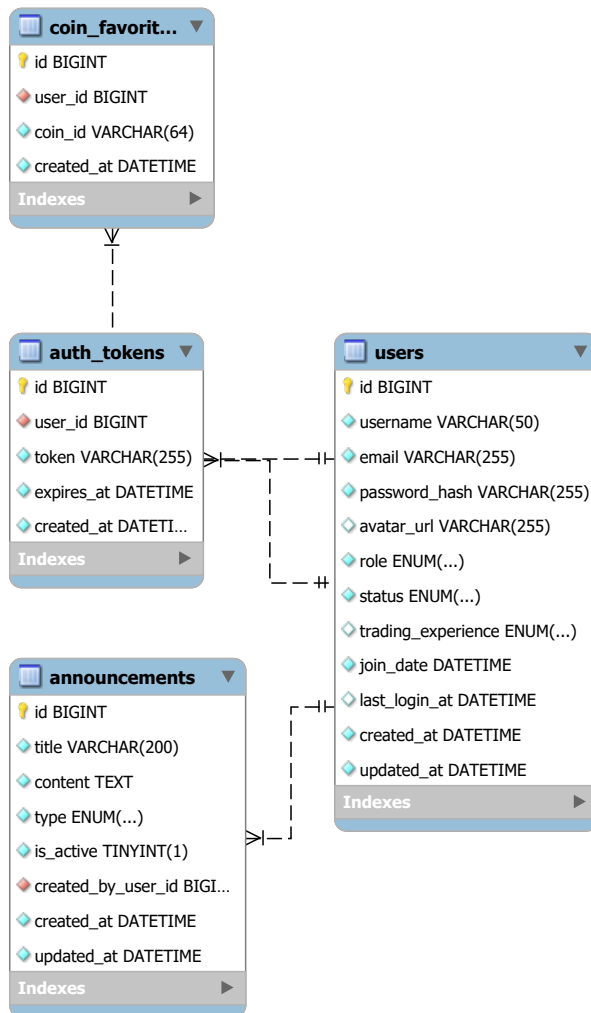 coin_favorit...
id BIGINT
user_id BIGINT
coin_id VARCHAR(64)
created_at DATETIME
Indexes
auth_tokens
id BIGINT
user_id BIGINT
token VARCHAR(255)
expires_at DATETIME
created_at DATETI...
Indexes
users
id BIGINT
username VARCHAR(50)
email VARCHAR(255)
password_hash VARCHAR(255)
avatar_url VARCHAR(255)
role ENUM(...)
status ENUM(...)
trading_experience ENUM(...)
join_date DATETIME
last_login_at DATETIME
created_at DATETIME
updated_at DATETIME
Indexes
announcements
id BIGINT
title VARCHAR(200)
content TEXT
type ENUM(...)
is_active TINYINT(1)
created_by_user_id BIGI...
created_at DATETIME
updated_at DATETIME
Indexes